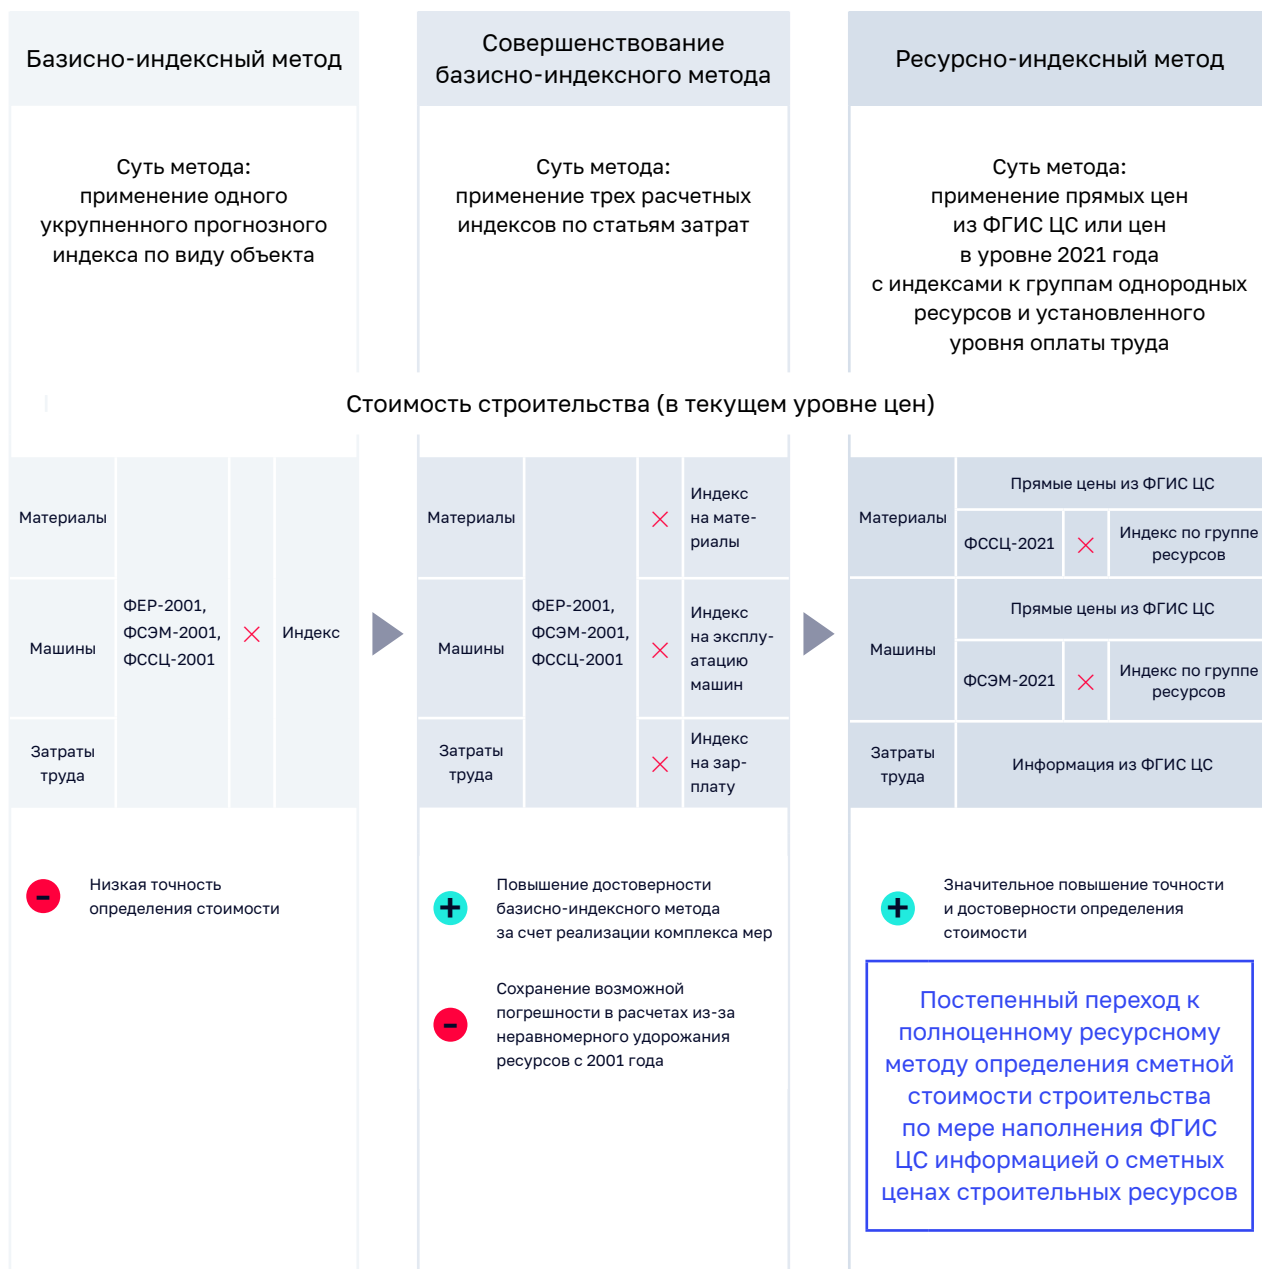 Базисно-индексный метод
Суть метода:
применение одного
укрупненного прогнозного
индекса по виду объекта
Совершенствование
базисно-индексного метода
Суть метода:
применение трех расчетных
индексов по статьям затрат
Ресурсно-индексный метод
Суть метода:
применение прямых цен
из ФГИС ЦС или цен
в уровне 2021 года
с индексами к группам однородных
ресурсов и установленного
уровня оплаты труда
Стоимость строительства (в текущем уровне цен)
Материалы
Машины
Затраты
труда
ФЕР-2001,
ФСЭМ-2001,
ФССЦ-2001
Индекс
Материалы
Машины
Затраты
труда
ФЕР-2001,
ФСЭМ-2001,
ФССЦ-2001
Индекс
на мате-
риалы
Индекс
на эксплу-
атацию
машин
Индекс
на зар-
плату
Материалы
Прямые цены из ФГИС ЦС
ФССЦ-2021
Индекс по группе
ресурсов
Машины
Прямые цены из ФГИС ЦС
ФСЭМ-2021
Индекс по группе
ресурсов
Затраты
труда
Информация из ФГИС ЦС
Низкая точность
определения стоимости
Повышение достоверности
базисно-индексного метода
за счет реализации комплекса мер
Сохранение возможной
погрешности в расчетах из-за
неравномерного удорожания
ресурсов с 2001 года
Значительное повышение точности
и достоверности определения
стоимости
Постепенный переход к
полноценному ресурсному
методу определения сметной
стоимости строительства
по мере наполнения ФГИС
ЦС информацией о сметных
ценах строительных ресурсов